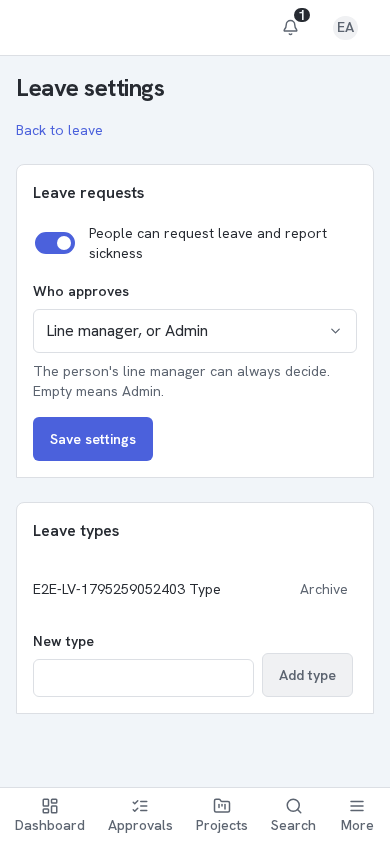 1
EA
Leave settings
Back to leave
Leave requests
People can request leave and report
sickness
Who approves
Line manager, or Admin
The person's line manager can always decide.
Empty means Admin.
Save settings
Leave types
E2E-LV-1795259052403 Type
Archive
New type
Add type
Dashboard
Approvals
Projects
Search
More